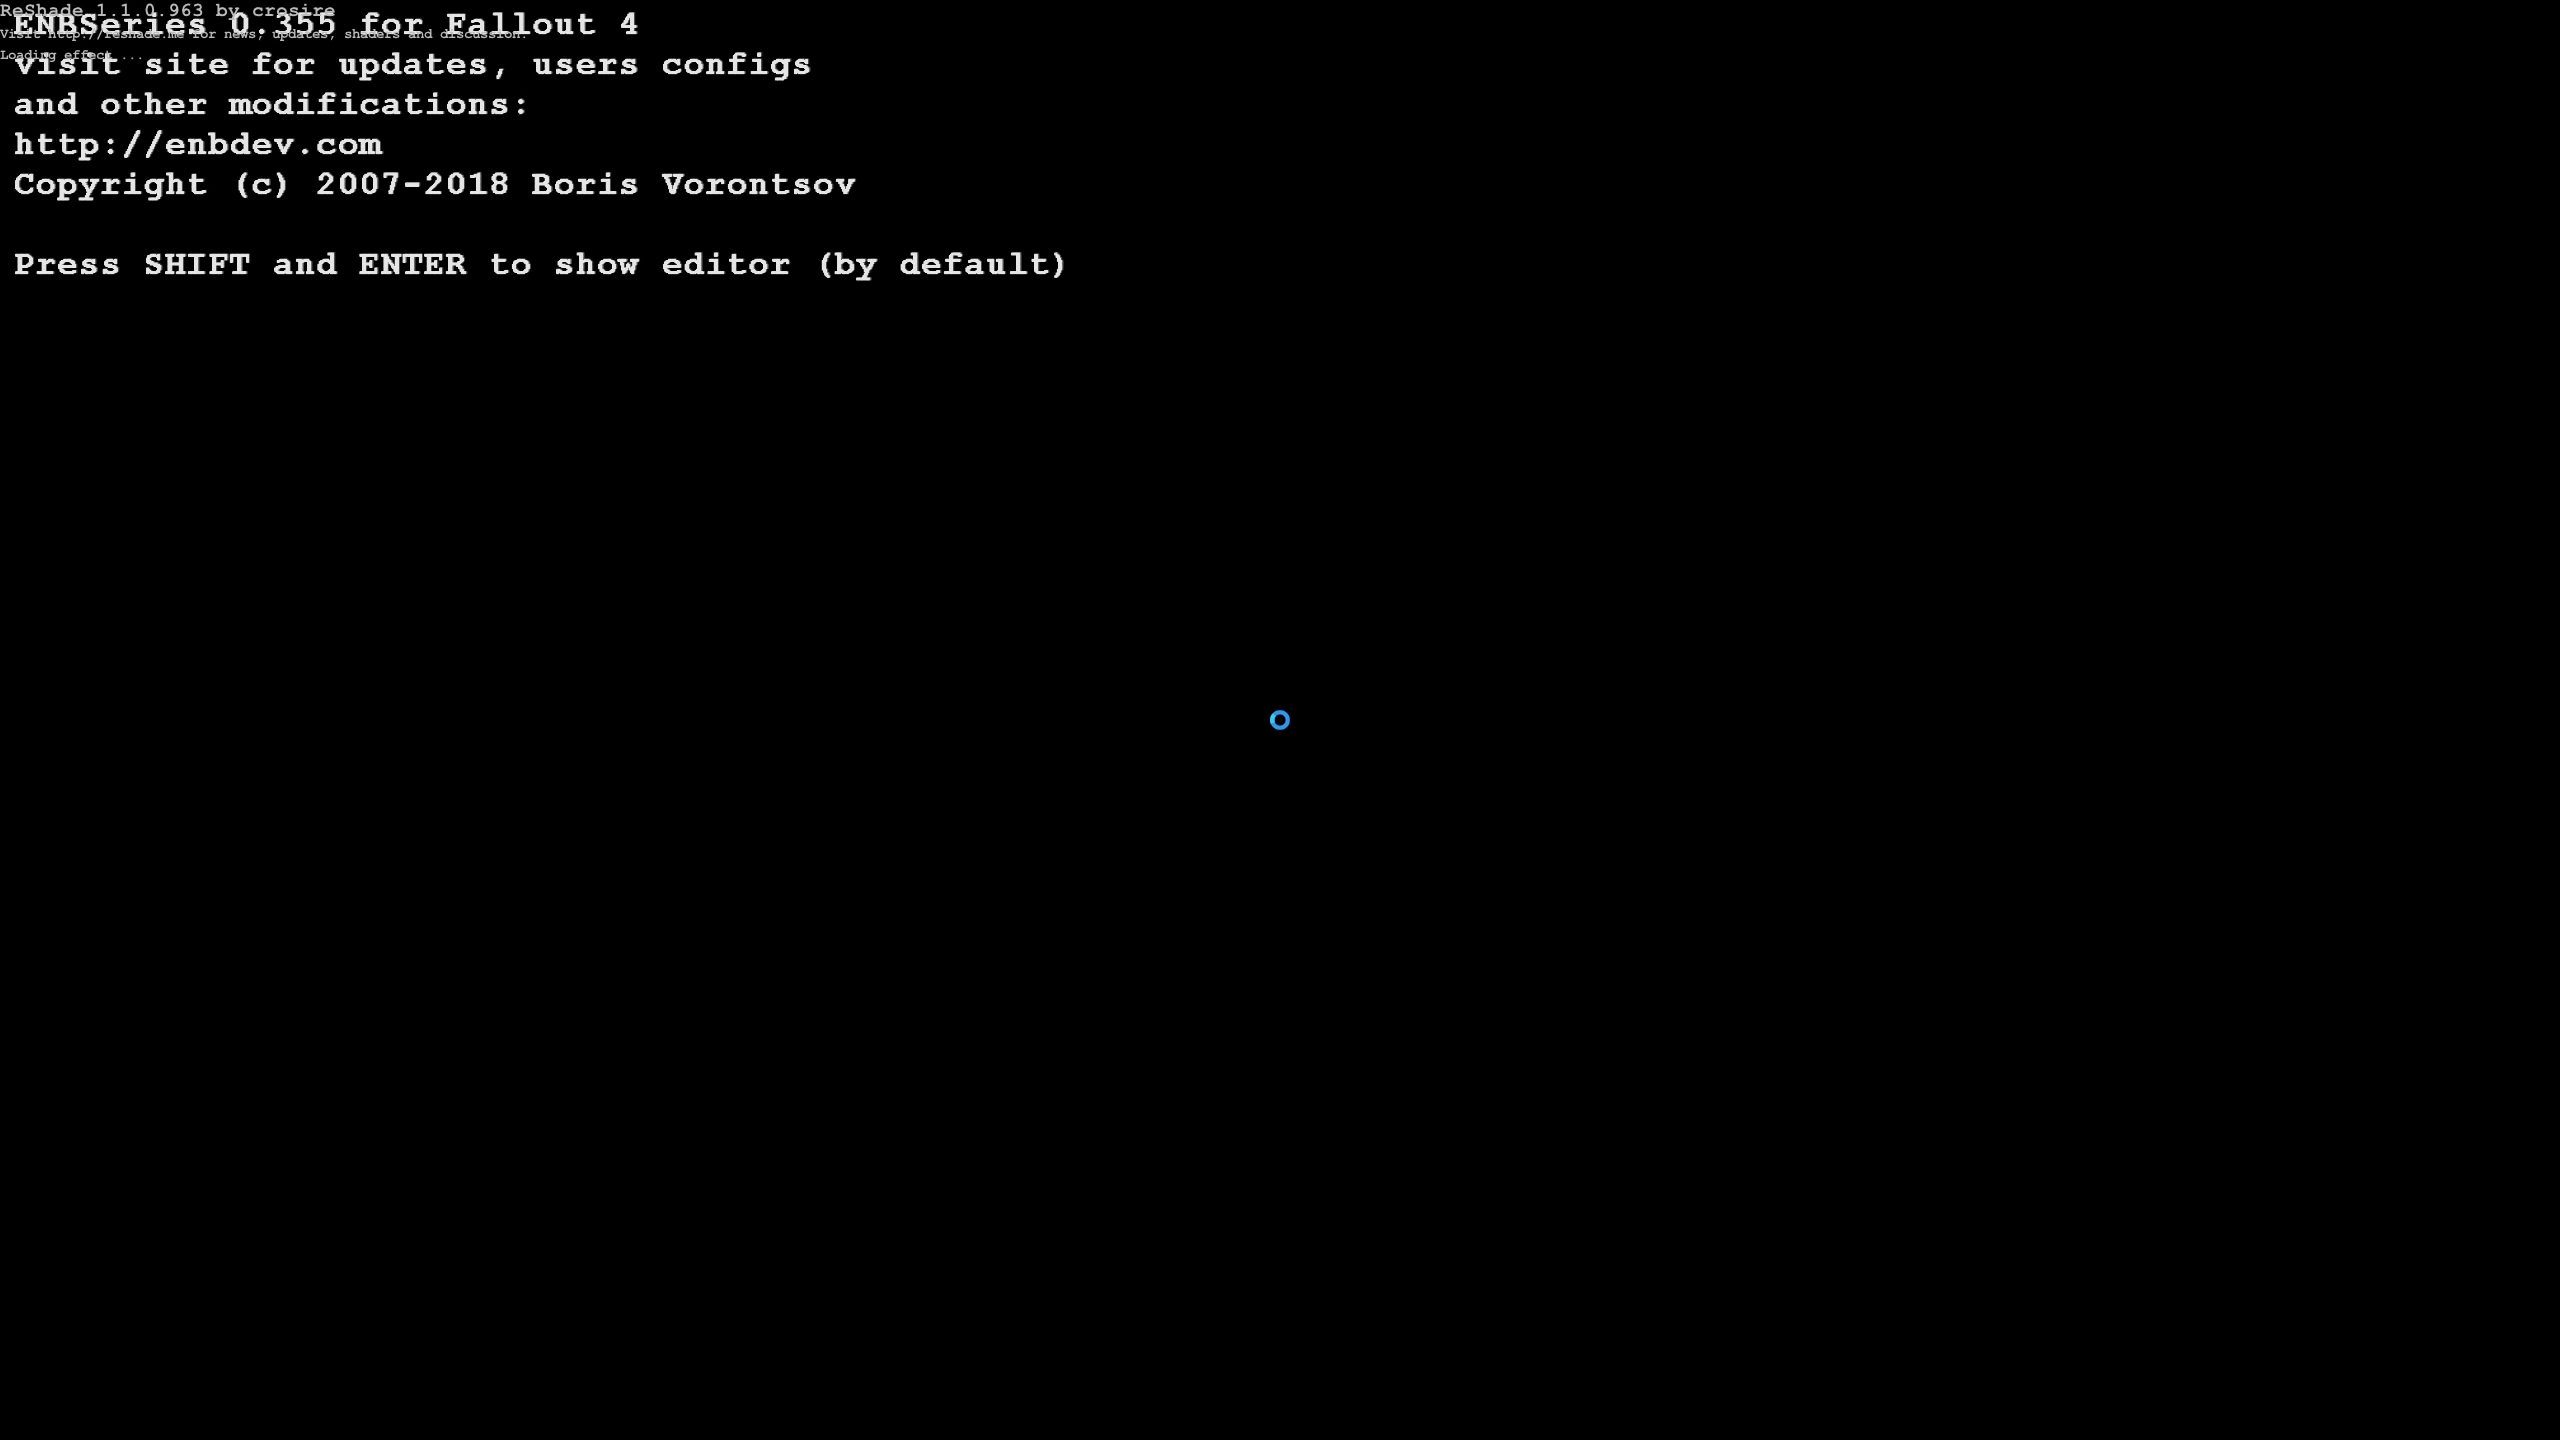 ReShade 1.1.0.963 by crosire
ENBSeries 0.355 for Fallout 4
Visit http://reshade.me for news, updates, shaders and discussion.
Loading effect ...
visit site for updates, users configs
and other modifications:
http://enbdev.com
Copyright (c) 2007-2018 Boris Vorontsov
Press SHIFT and ENTER to show editor (by default)